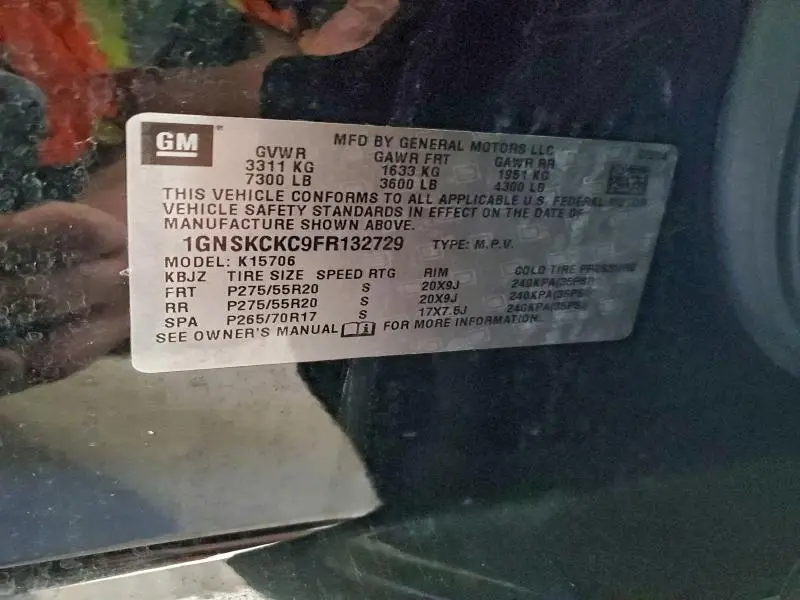 GM
MFD BY GENERAL MOTORS LLC
GVWR GAWR FRT GAWR RR
3311 KG 1633 KG 1951 KG
7300 LB 3600 LB 4300 LB
THIS VEHICLE CONFORMS TO ALL APPLICABLE U.S. FEDERAL MOTOR
VEHICLE SAFETY STANDARDS IN EFFECT ON THE DATE OF
MANUFACTURE SHOWN ABOVE.
1GNSKCKC9FR132729 TYPE: M.P.V.
MODEL: K15706
KBJZ TIRE SIZE SPEED RTG RIM COLD TIRE PRESSURE
FRT P275/55R20 S 20X9J 240KPA(35PSI)
RR P275/55R20 S 20X9J 240KPA(35PSI)
SPA P265/70R17 S 17X7.5J 240KPA(35PSI)
SEE OWNER'S MANUAL FOR MORE INFORMATION.